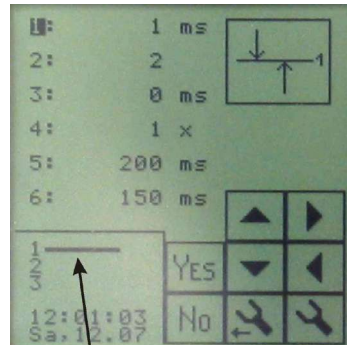 1: 1 ms
2: 2
3: 0 ms
4: 1 ×
5: 200 ms
6: 150 ms
1
1
2
3
YES
No
12:01:03
Sa,12.07